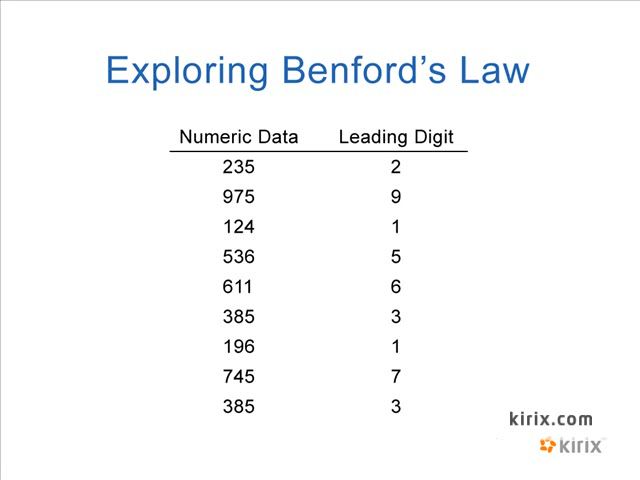 Exploring Benford's Law
Numeric Data Leading Digit
235 2
975 9
124 1
536 5
611 6
385 3
196 1
745 7
385 3
kirix.com
kirix